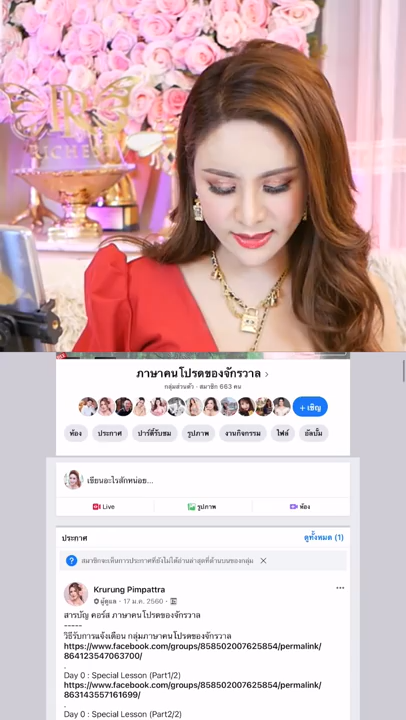 RS
RICHE
ภาษาคนโปรดของจักรวาล
กลุ่มส่วนตัว · สมาชิก 663 คน
+ เชิญ
ห้อง
ประกาศ
ปาร์ตี้รับชม
รูปภาพ
งานกิจกรรม
ไฟล์
อัลบั้ม
เขียนอะไรสักหน่อย...
Live
รูปภาพ
ห้อง
ประกาศ
ดูทั้งหมด (1)
? สมาชิกจะเห็นการประกาศที่ยังไม่ได้อ่านล่าสุดที่ด้านบนของกลุ่ม
Krurung Pimpattra
ผู้ดูแล · 17 ม.ค. 2560 ·
สารบัญ คอร์ส ภาษาคนโปรดของจักรวาล
-----
วิธีรับการแจ้งเตือน กลุ่มภาษาคนโปรดของจักรวาล
https://www.facebook.com/groups/858502007625854/permalink/
864123547063700/
.
Day 0 : Special Lesson (Part1/2)
https://www.facebook.com/groups/858502007625854/permalink/
863143557161699/
.
Day 0 : Special Lesson (Part2/2)